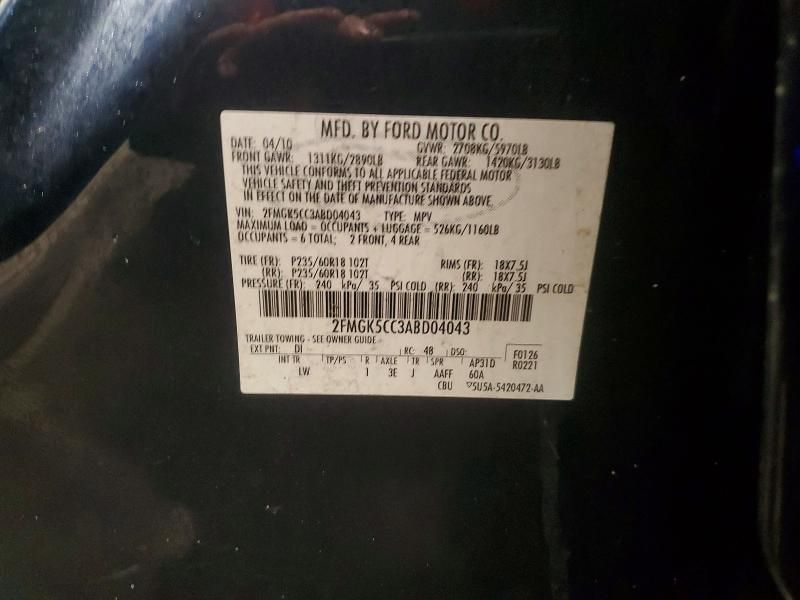 MFD. BY FORD MOTOR CO.
DATE: 04/10 GVWR: 2708KG/5970LB
FRONT GAWR: 1311KG/2890LB REAR GAWR: 1420KG/3130LB
THIS VEHICLE CONFORMS TO ALL APPLICABLE FEDERAL MOTOR
VEHICLE SAFETY AND THEFT PREVENTION STANDARDS
IN EFFECT ON THE DATE OF MANUFACTURE SHOWN ABOVE.
VIN: 2FMGK5CC3ABD04043 TYPE: MPV
MAXIMUM LOAD = OCCUPANTS + LUGGAGE = 526KG/1160LB
OCCUPANTS = 6 TOTAL; 2 FRONT, 4 REAR
TIRE (FR): P235/60R18 102T RIMS (FR): 18X7.5J
(RR): P235/60R18 102T (RR): 18X7.5J
PRESSURE (FR): 240 kPa/ 35 PSI COLD (RR): 240 kPa/ 35 PSI COLD
2FMGK5CC3ABD04043
TRAILER TOWING - SEE OWNER GUIDE
EXT PNT: DI RC: 48 DSO: F0126
INT TR TP/PS R AXLE TR SPR AP31D R0221
LW 1 3E J AAFF 60A
CBU 5U5A-5420472-AA